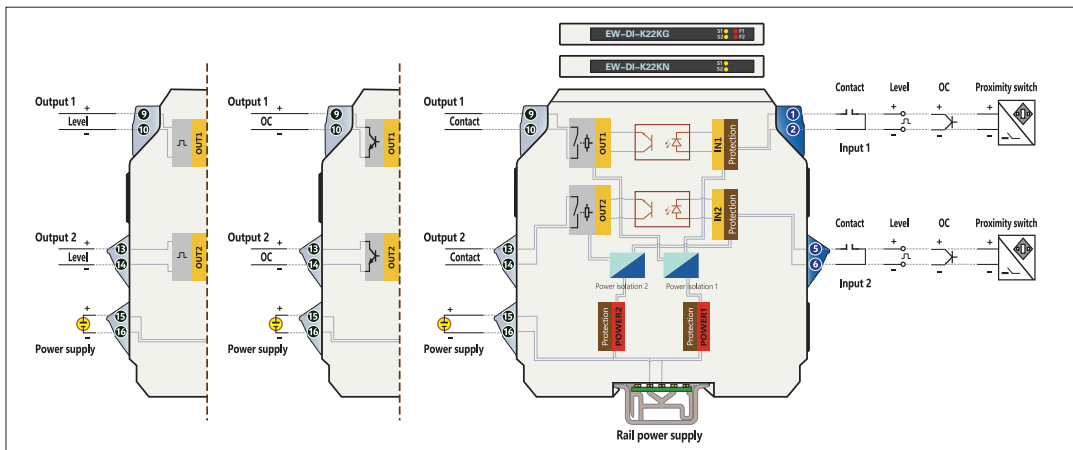 EW-DI-K22KG S1 F1
S2 F2
EW-DI-K22KN S1
S2
Output 1
+
Level
−
9
10
OUT1
Output 2
+
Level
−
13
14
OUT2
+
−
15
16
Power supply
Output 1
+
OC
−
9
10
OUT1
Output 2
+
OC
−
13
14
OUT2
+
−
15
16
Power supply
Output 1
+
Contact
−
9
10
OUT1
IN1
Protection
Output 2
+
Contact
−
13
14
OUT2
IN2
Protection
Power isolation 2
Power isolation 1
Protection
POWER2
Protection
POWER1
+
−
15
16
Power supply
Rail power supply
1
2
Contact Level OC Proximity switch
+ + +
− − −
Input 1
5
6
Contact Level OC Proximity switch
+ + +
− − −
Input 2